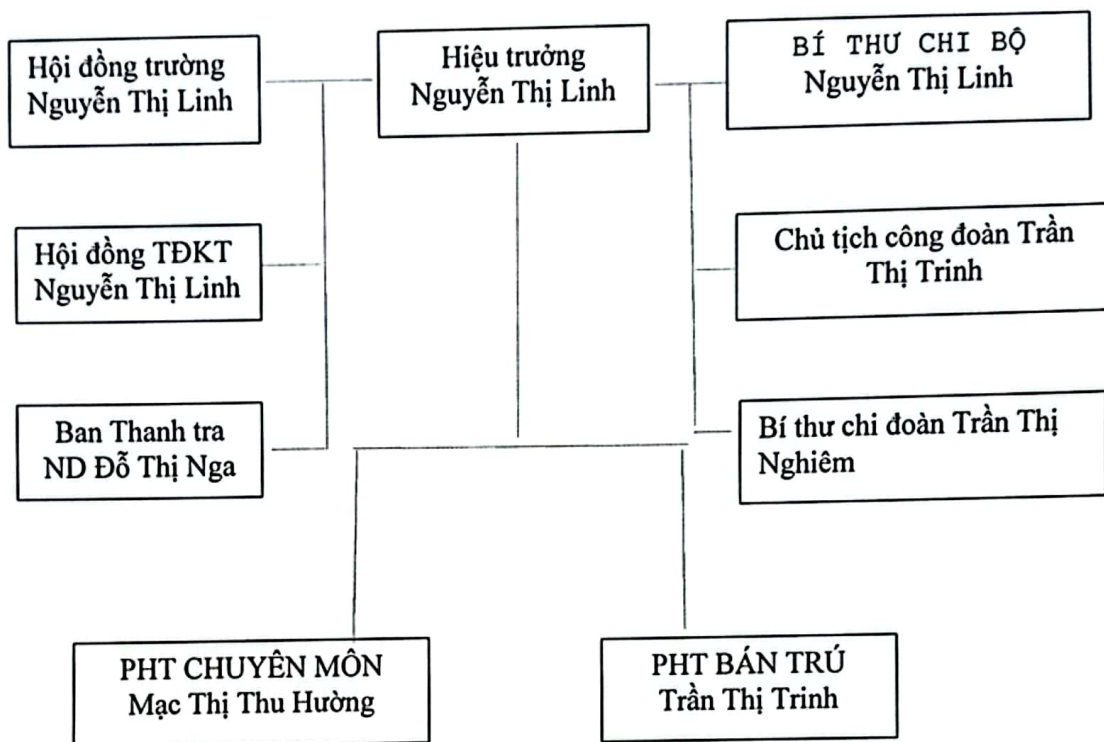 Hội đồng trường
Nguyễn Thị Linh
Hiệu trưởng
Nguyễn Thị Linh
BÍ THƯ CHI BỘ
Nguyễn Thị Linh
Hội đồng TĐKT
Nguyễn Thị Linh
Chủ tịch công đoàn Trần
Thị Trinh
Ban Thanh tra
ND Đỗ Thị Nga
Bí thư chi đoàn Trần Thị
Nghiêm
PHT CHUYÊN MÔN
Mạc Thị Thu Hường
PHT BÁN TRÚ
Trần Thị Trinh